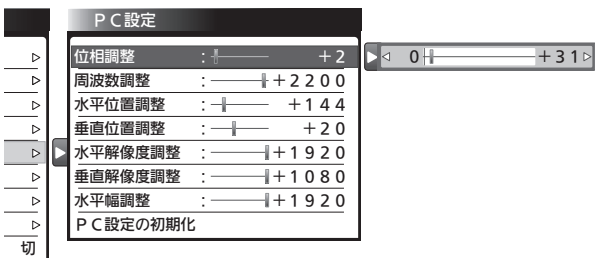 PC設定
位相調整 : +2
周波数調整 : +2200
水平位置調整 : +144
垂直位置調整 : +20
水平解像度調整 : +1920
垂直解像度調整 : +1080
水平幅調整 : +1920
PC設定の初期化
0 +31
切